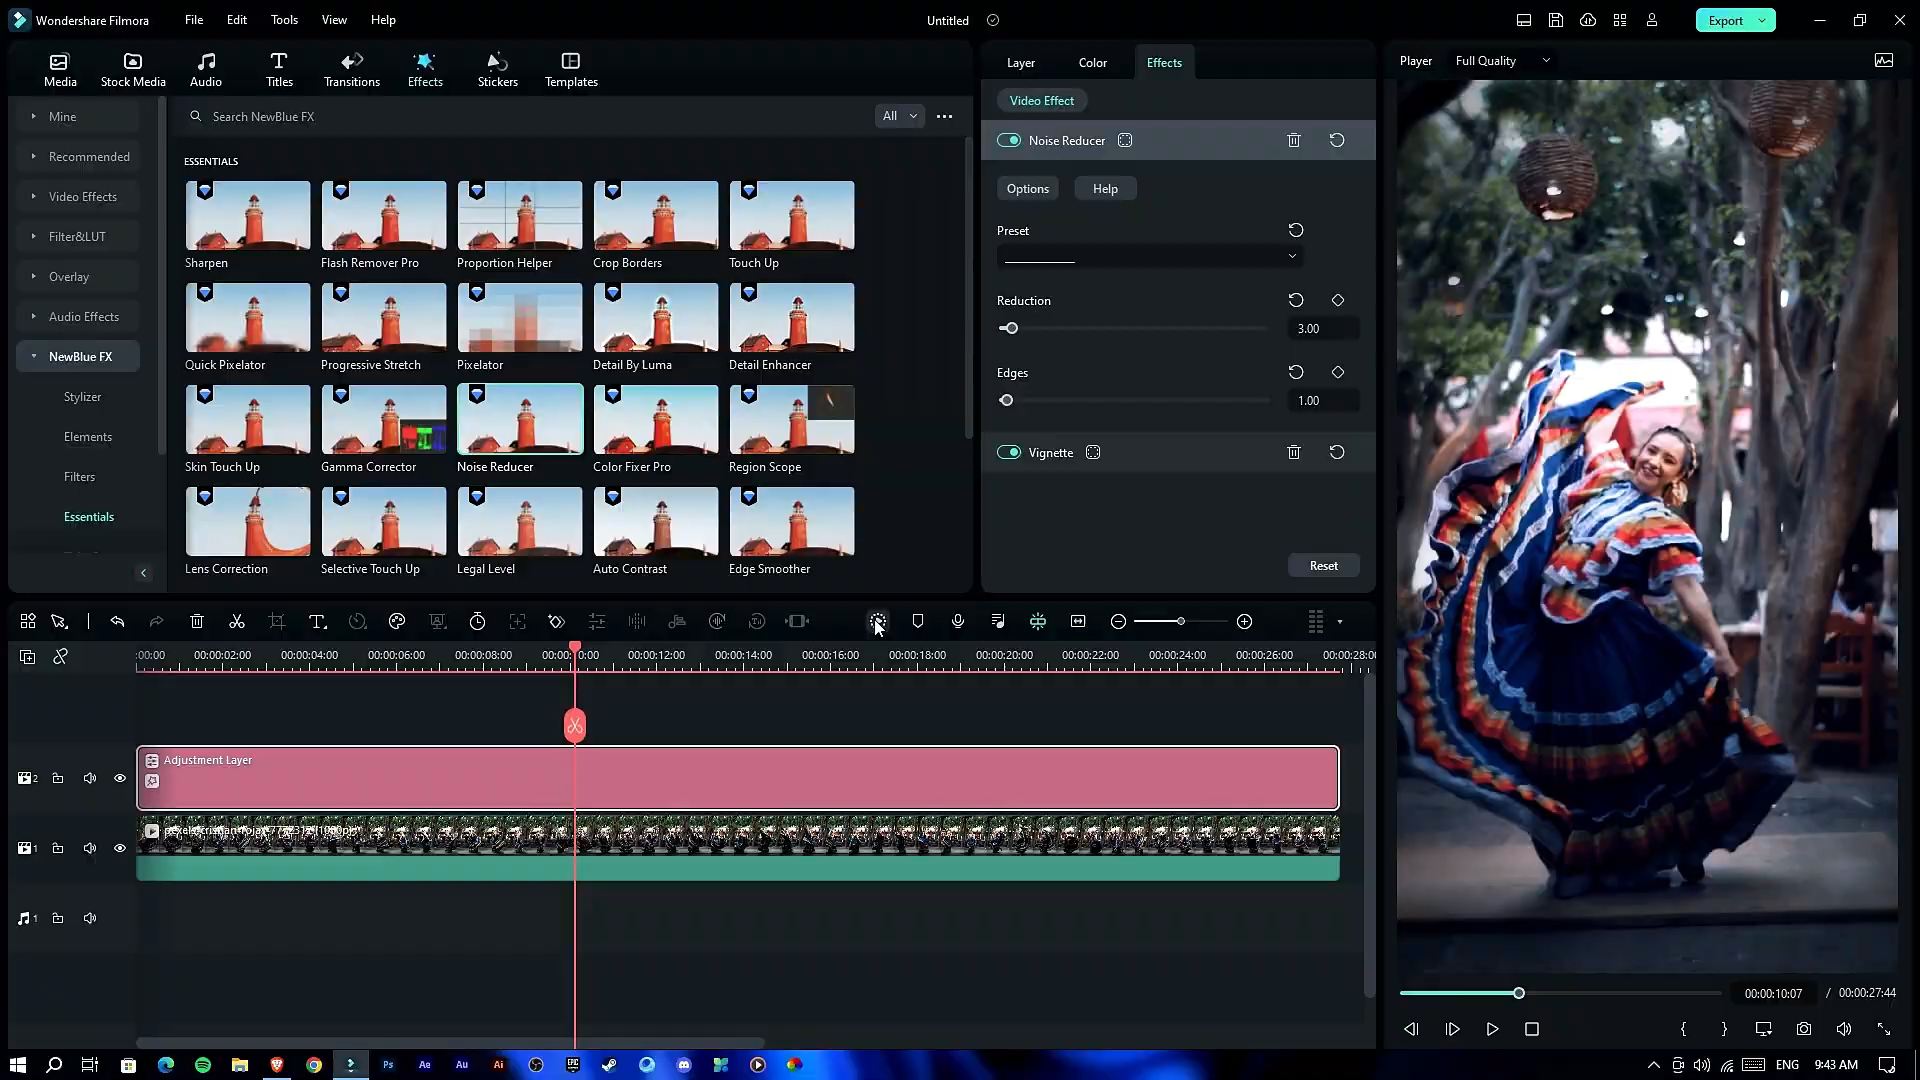 Wondershare Filmora
File
Edit
Tools
View
Help
Untitled
Export
Media
Stock Media
Audio
Titles
Transitions
Effects
Stickers
Templates
Layer
Color
Effects
Player
Full Quality
Mine
Recommended
Video Effects
Filter&LUT
Overlay
Audio Effects
NewBlue FX
Stylizer
Elements
Filters
Essentials
Search NewBlue FX
All
ESSENTIALS
Sharpen
Flash Remover Pro
Proportion Helper
Crop Borders
Touch Up
Quick Pixelator
Progressive Stretch
Pixelator
Detail By Luma
Detail Enhancer
Skin Touch Up
Gamma Corrector
Noise Reducer
Color Fixer Pro
Region Scope
Lens Correction
Selective Touch Up
Legal Level
Auto Contrast
Edge Smoother
Video Effect
Noise Reducer
Options
Help
Preset
Reduction
3.00
Edges
1.00
Vignette
Reset
:00:00
00:00:02:00
00:00:04:00
00:00:06:00
00:00:08:00
00:00:12:00
00:00:14:00
00:00:16:00
00:00:18:00
00:00:20:00
00:00:22:00
00:00:24:00
00:00:26:00
00:00:28:00
2
Adjustment Layer
1
1
00:00:10:07 / 00:00:27:44
Ps
Ae
Au
Ai
EPIC
ENG
9:43 AM